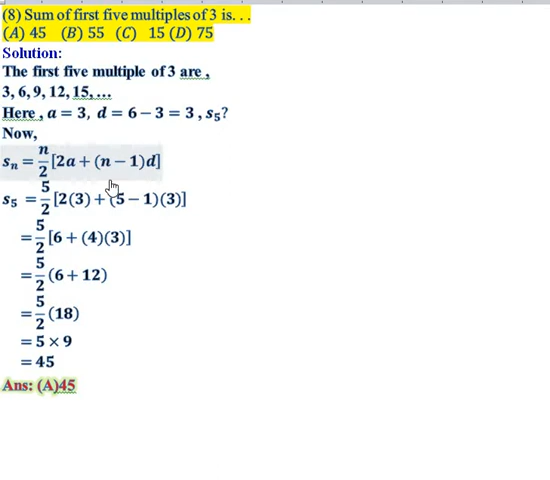 (8) Sum of first five multiples of 3 is. . .
(A) 45 (B) 55 (C) 15 (D) 75
Solution:
The first five multiple of 3 are ,
3, 6, 9, 12, 15, ...
Here , a = 3, d = 6 − 3 = 3 , s₅?
Now,
sₙ = n/2 [2a + (n − 1)d]
s₅ = 5/2 [2(3) + (5 − 1)(3)]
= 5/2 [6 + (4)(3)]
= 5/2 (6 + 12)
= 5/2 (18)
= 5 × 9
= 45
Ans: (A)45